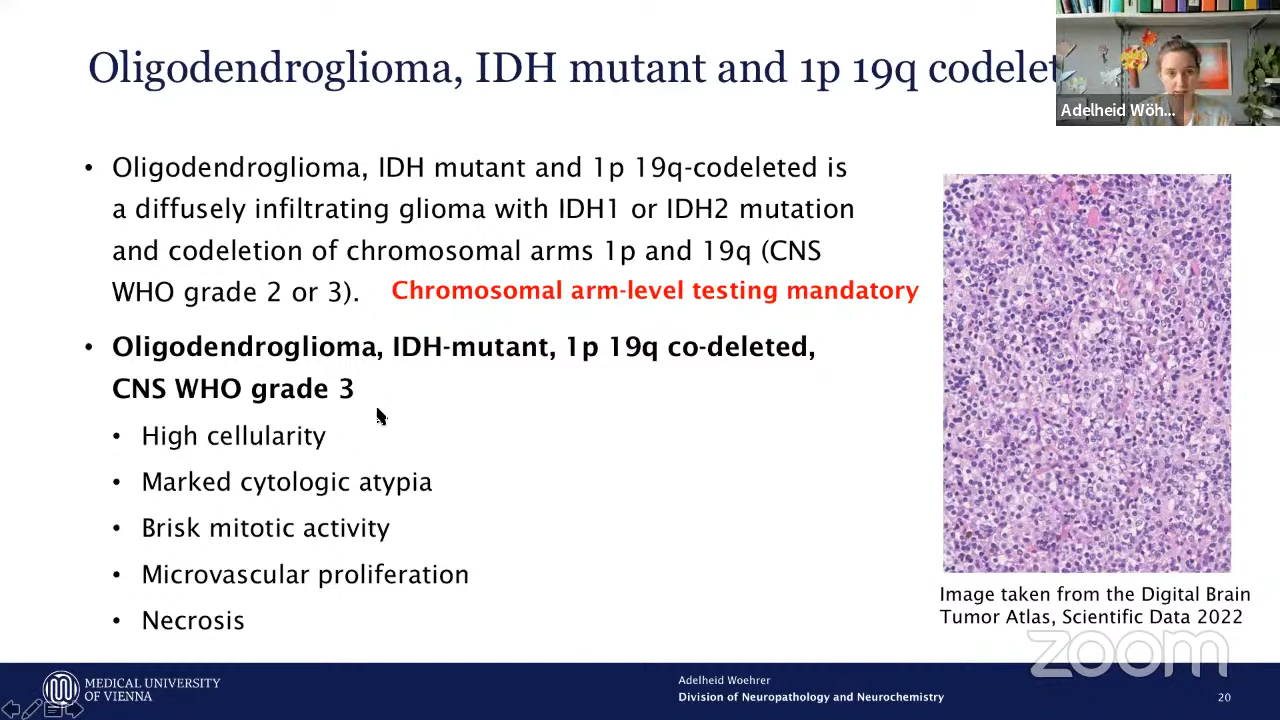 Oligodendroglioma, IDH mutant and 1p 19q codelet
Adelheid Wöh...
• Oligodendroglioma, IDH mutant and 1p 19q-codeleted is
a diffusely infiltrating glioma with IDH1 or IDH2 mutation
and codeletion of chromosomal arms 1p and 19q (CNS
WHO grade 2 or 3). Chromosomal arm-level testing mandatory
• Oligodendroglioma, IDH-mutant, 1p 19q co-deleted,
CNS WHO grade 3
• High cellularity
• Marked cytologic atypia
• Brisk mitotic activity
• Microvascular proliferation
• Necrosis
Image taken from the Digital Brain
Tumor Atlas, Scientific Data 2022
zoom
MEDICAL UNIVERSITY
OF VIENNA
Adelheid Woehrer
Division of Neuropathology and Neurochemistry
20